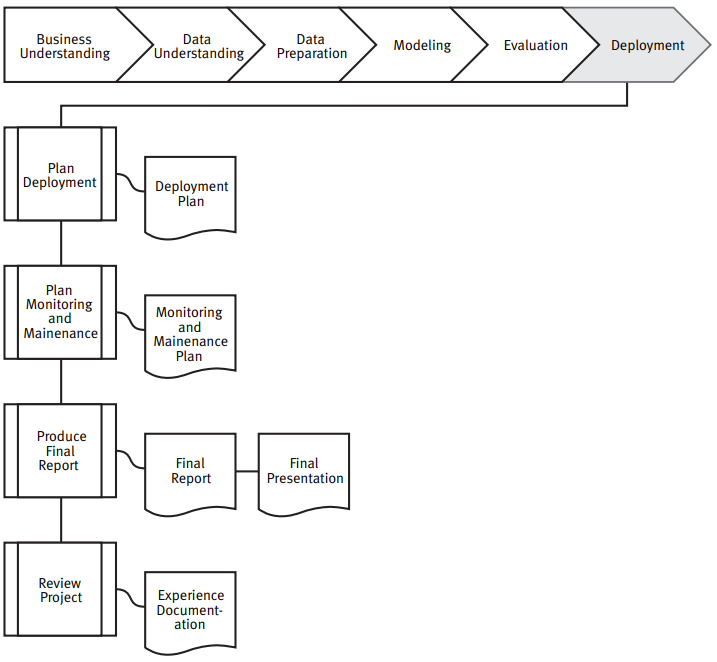 Business
Understanding
Data
Understanding
Data
Preparation
Modeling
Evaluation
Deployment
Plan
Deployment
Deployment
Plan
Plan
Monitoring
and
Mainenance
Monitoring
and
Mainenance
Plan
Produce
Final
Report
Final
Report
Final
Presentation
Review
Project
Experience
Document-
ation